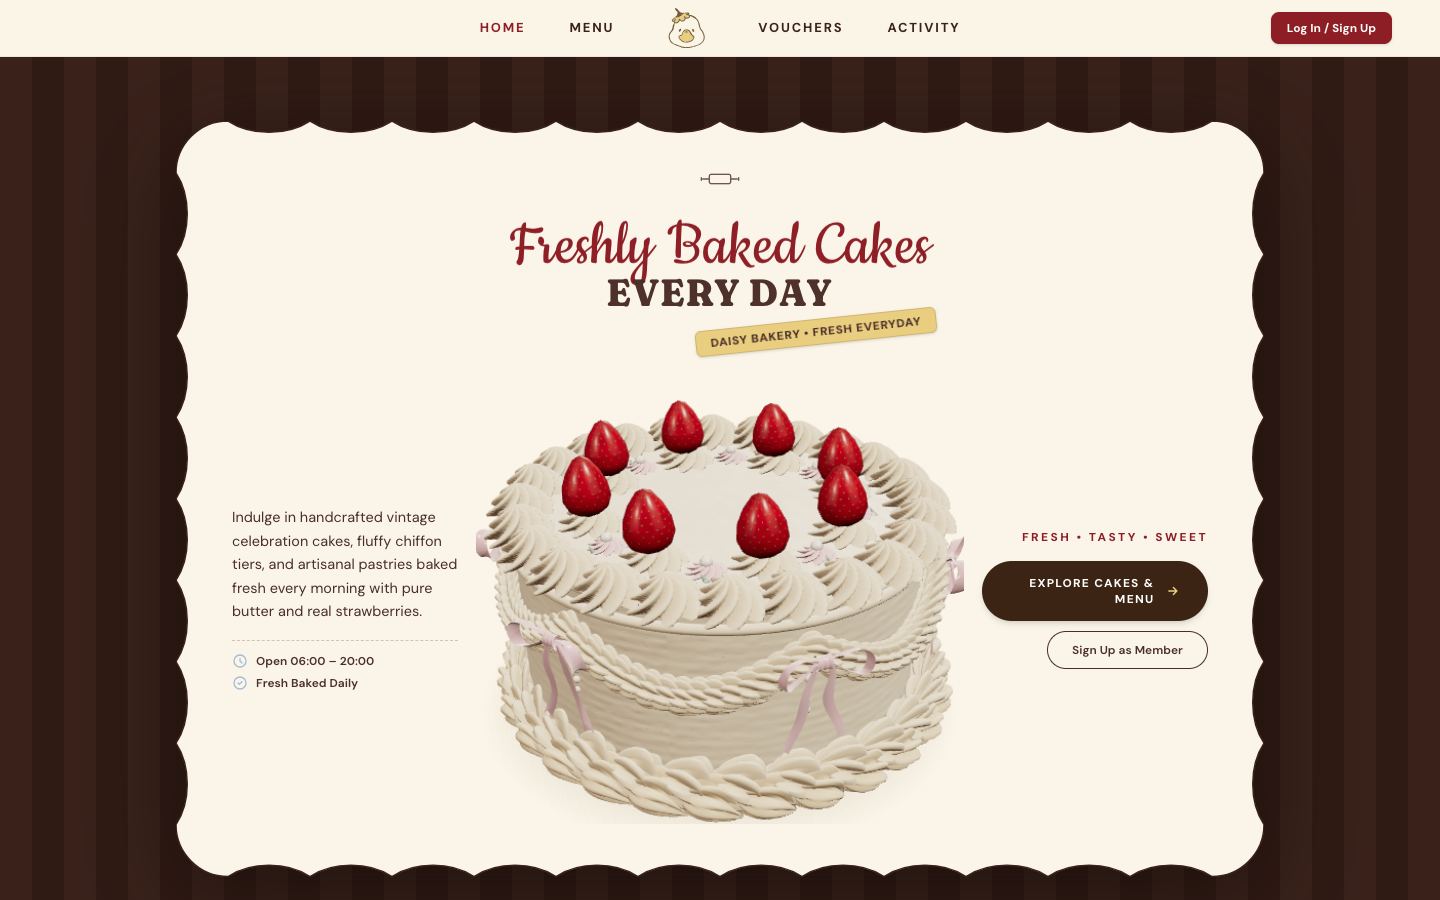 HOME
MENU
VOUCHERS
ACTIVITY
Log In / Sign Up
Freshly Baked Cakes
EVERY DAY
DAISY BAKERY • FRESH EVERYDAY
Indulge in handcrafted vintage
celebration cakes, fluffy chiffon
tiers, and artisanal pastries baked
fresh every morning with pure
butter and real strawberries.
Open 06:00 – 20:00
Fresh Baked Daily
FRESH • TASTY • SWEET
EXPLORE CAKES &
MENU →
Sign Up as Member